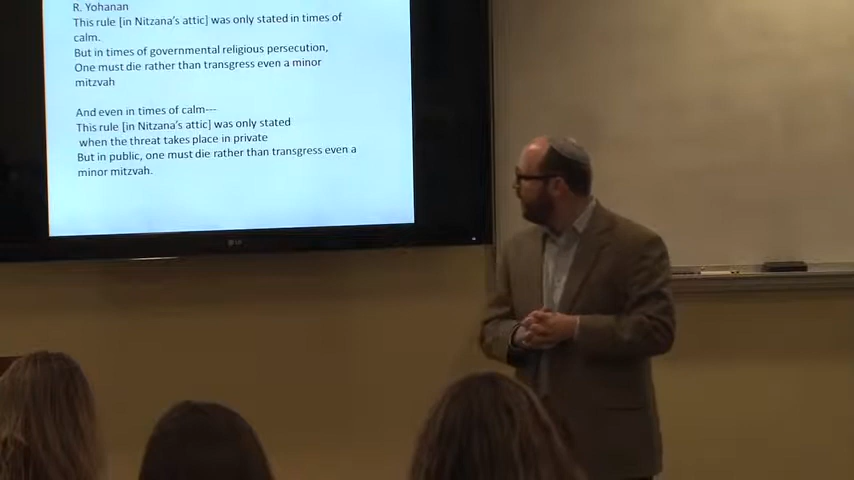 R. Yohanan
This rule [in Nitzana's attic] was only stated in times of
calm.
But in times of governmental religious persecution,
One must die rather than transgress even a minor
mitzvah
And even in times of calm---
This rule [in Nitzana's attic] was only stated
when the threat takes place in private
But in public, one must die rather than transgress even a
minor mitzvah.
LG